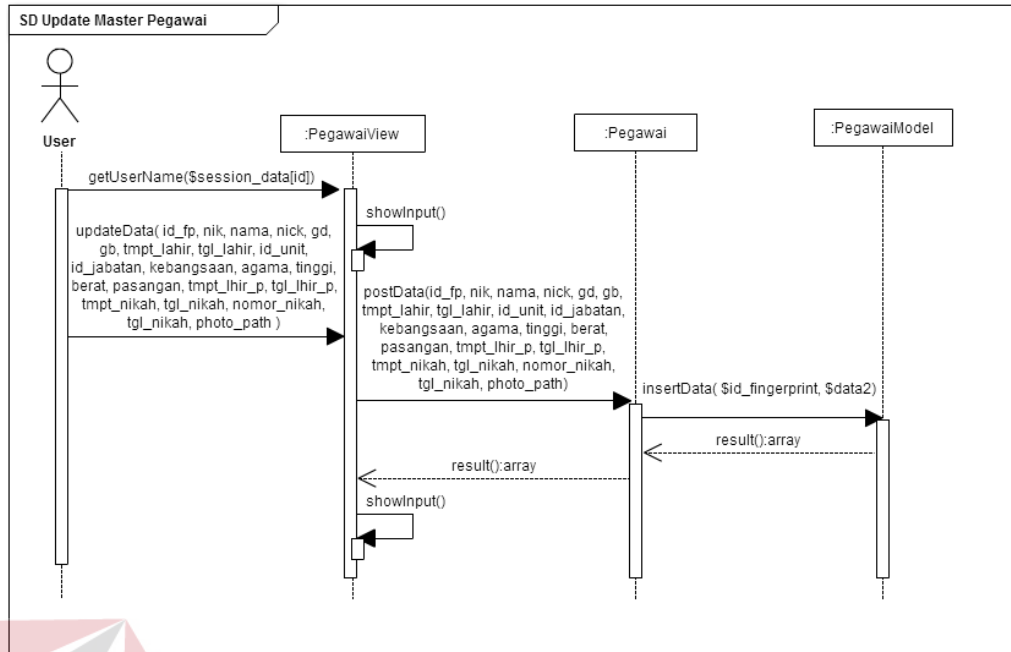 SD Update Master Pegawai
User
:PegawaiView
:Pegawai
:PegawaiModel
getUserName($session_data[id])
showInput()
updateData( id_fp, nik, nama, nick, gd,
gb, tmpt_lahir, tgl_lahir, id_unit,
id_jabatan, kebangsaan, agama, tinggi,
berat, pasangan, tmpt_lhir_p, tgl_lhir_p,
tmpt_nikah, tgl_nikah, nomor_nikah,
tgl_nikah, photo_path )
postData(id_fp, nik, nama, nick, gd, gb,
tmpt_lahir, tgl_lahir, id_unit, id_jabatan,
kebangsaan, agama, tinggi, berat,
pasangan, tmpt_lhir_p, tgl_lhir_p,
tmpt_nikah, tgl_nikah, nomor_nikah,
tgl_nikah, photo_path)
insertData( $id_fingerprint, $data2)
result():array
result():array
showInput()